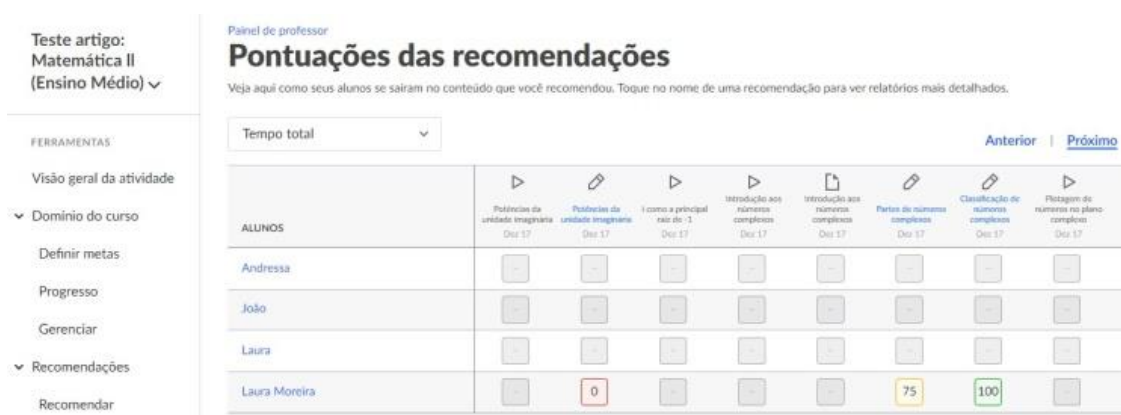 Teste artigo:
Matemática II
(Ensino Médio)
FERRAMENTAS
Visão geral da atividade
Domínio do curso
Definir metas
Progresso
Gerenciar
Recomendações
Recomendar
Painel de professor
Pontuações das recomendações
Veja aqui como seus alunos se sairam no conteúdo que você recomendou. Toque no nome de uma recomendação para ver relatórios mais detalhados.
Tempo total
Anterior | Próximo
ALUNOS
Potências da
unidade imaginária
Dez 17
Potências da
unidade imaginária
Dez 17
i como a principal
raiz de -1
Dez 17
Introdução aos
números
complexos
Dez 17
Introdução aos
números
complexos
Dez 17
Partes de números
complexos
Dez 17
Classificação de
números
complexos
Dez 17
Plotagem de
números no plano
complexo
Dez 17
Andressa - - - - - - - -
João - - - - - - - -
Laura - - - - - - - -
Laura Moreira - 0 - - - 75 100 -